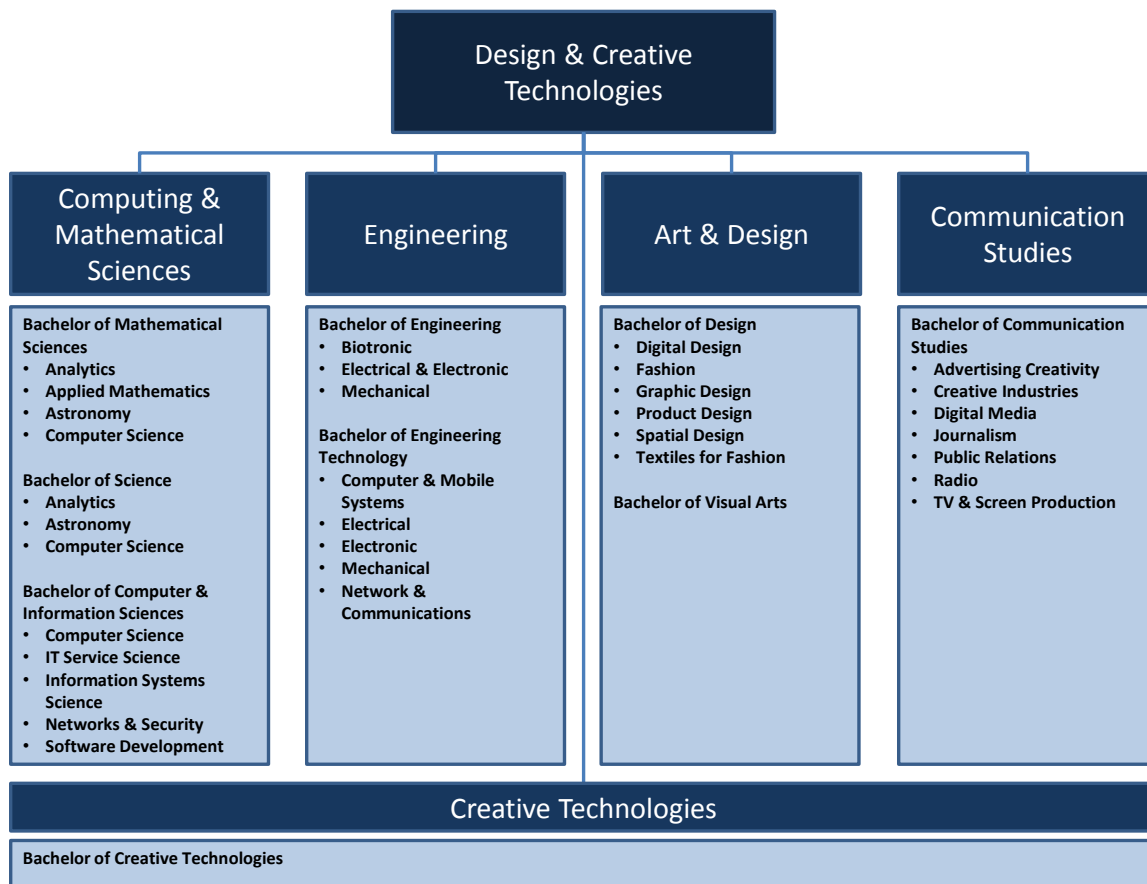 Design & Creative
Technologies
Computing &
Mathematical
Sciences
Engineering
Art & Design
Communication
Studies
Bachelor of Mathematical
Sciences
• Analytics
• Applied Mathematics
• Astronomy
• Computer Science
Bachelor of Science
• Analytics
• Astronomy
• Computer Science
Bachelor of Computer &
Information Sciences
• Computer Science
• IT Service Science
• Information Systems
Science
• Networks & Security
• Software Development
Bachelor of Engineering
• Biotronic
• Electrical & Electronic
• Mechanical
Bachelor of Engineering
Technology
• Computer & Mobile
Systems
• Electrical
• Electronic
• Mechanical
• Network &
Communications
Bachelor of Design
• Digital Design
• Fashion
• Graphic Design
• Product Design
• Spatial Design
• Textiles for Fashion
Bachelor of Visual Arts
Bachelor of Communication
Studies
• Advertising Creativity
• Creative Industries
• Digital Media
• Journalism
• Public Relations
• Radio
• TV & Screen Production
Creative Technologies
Bachelor of Creative Technologies